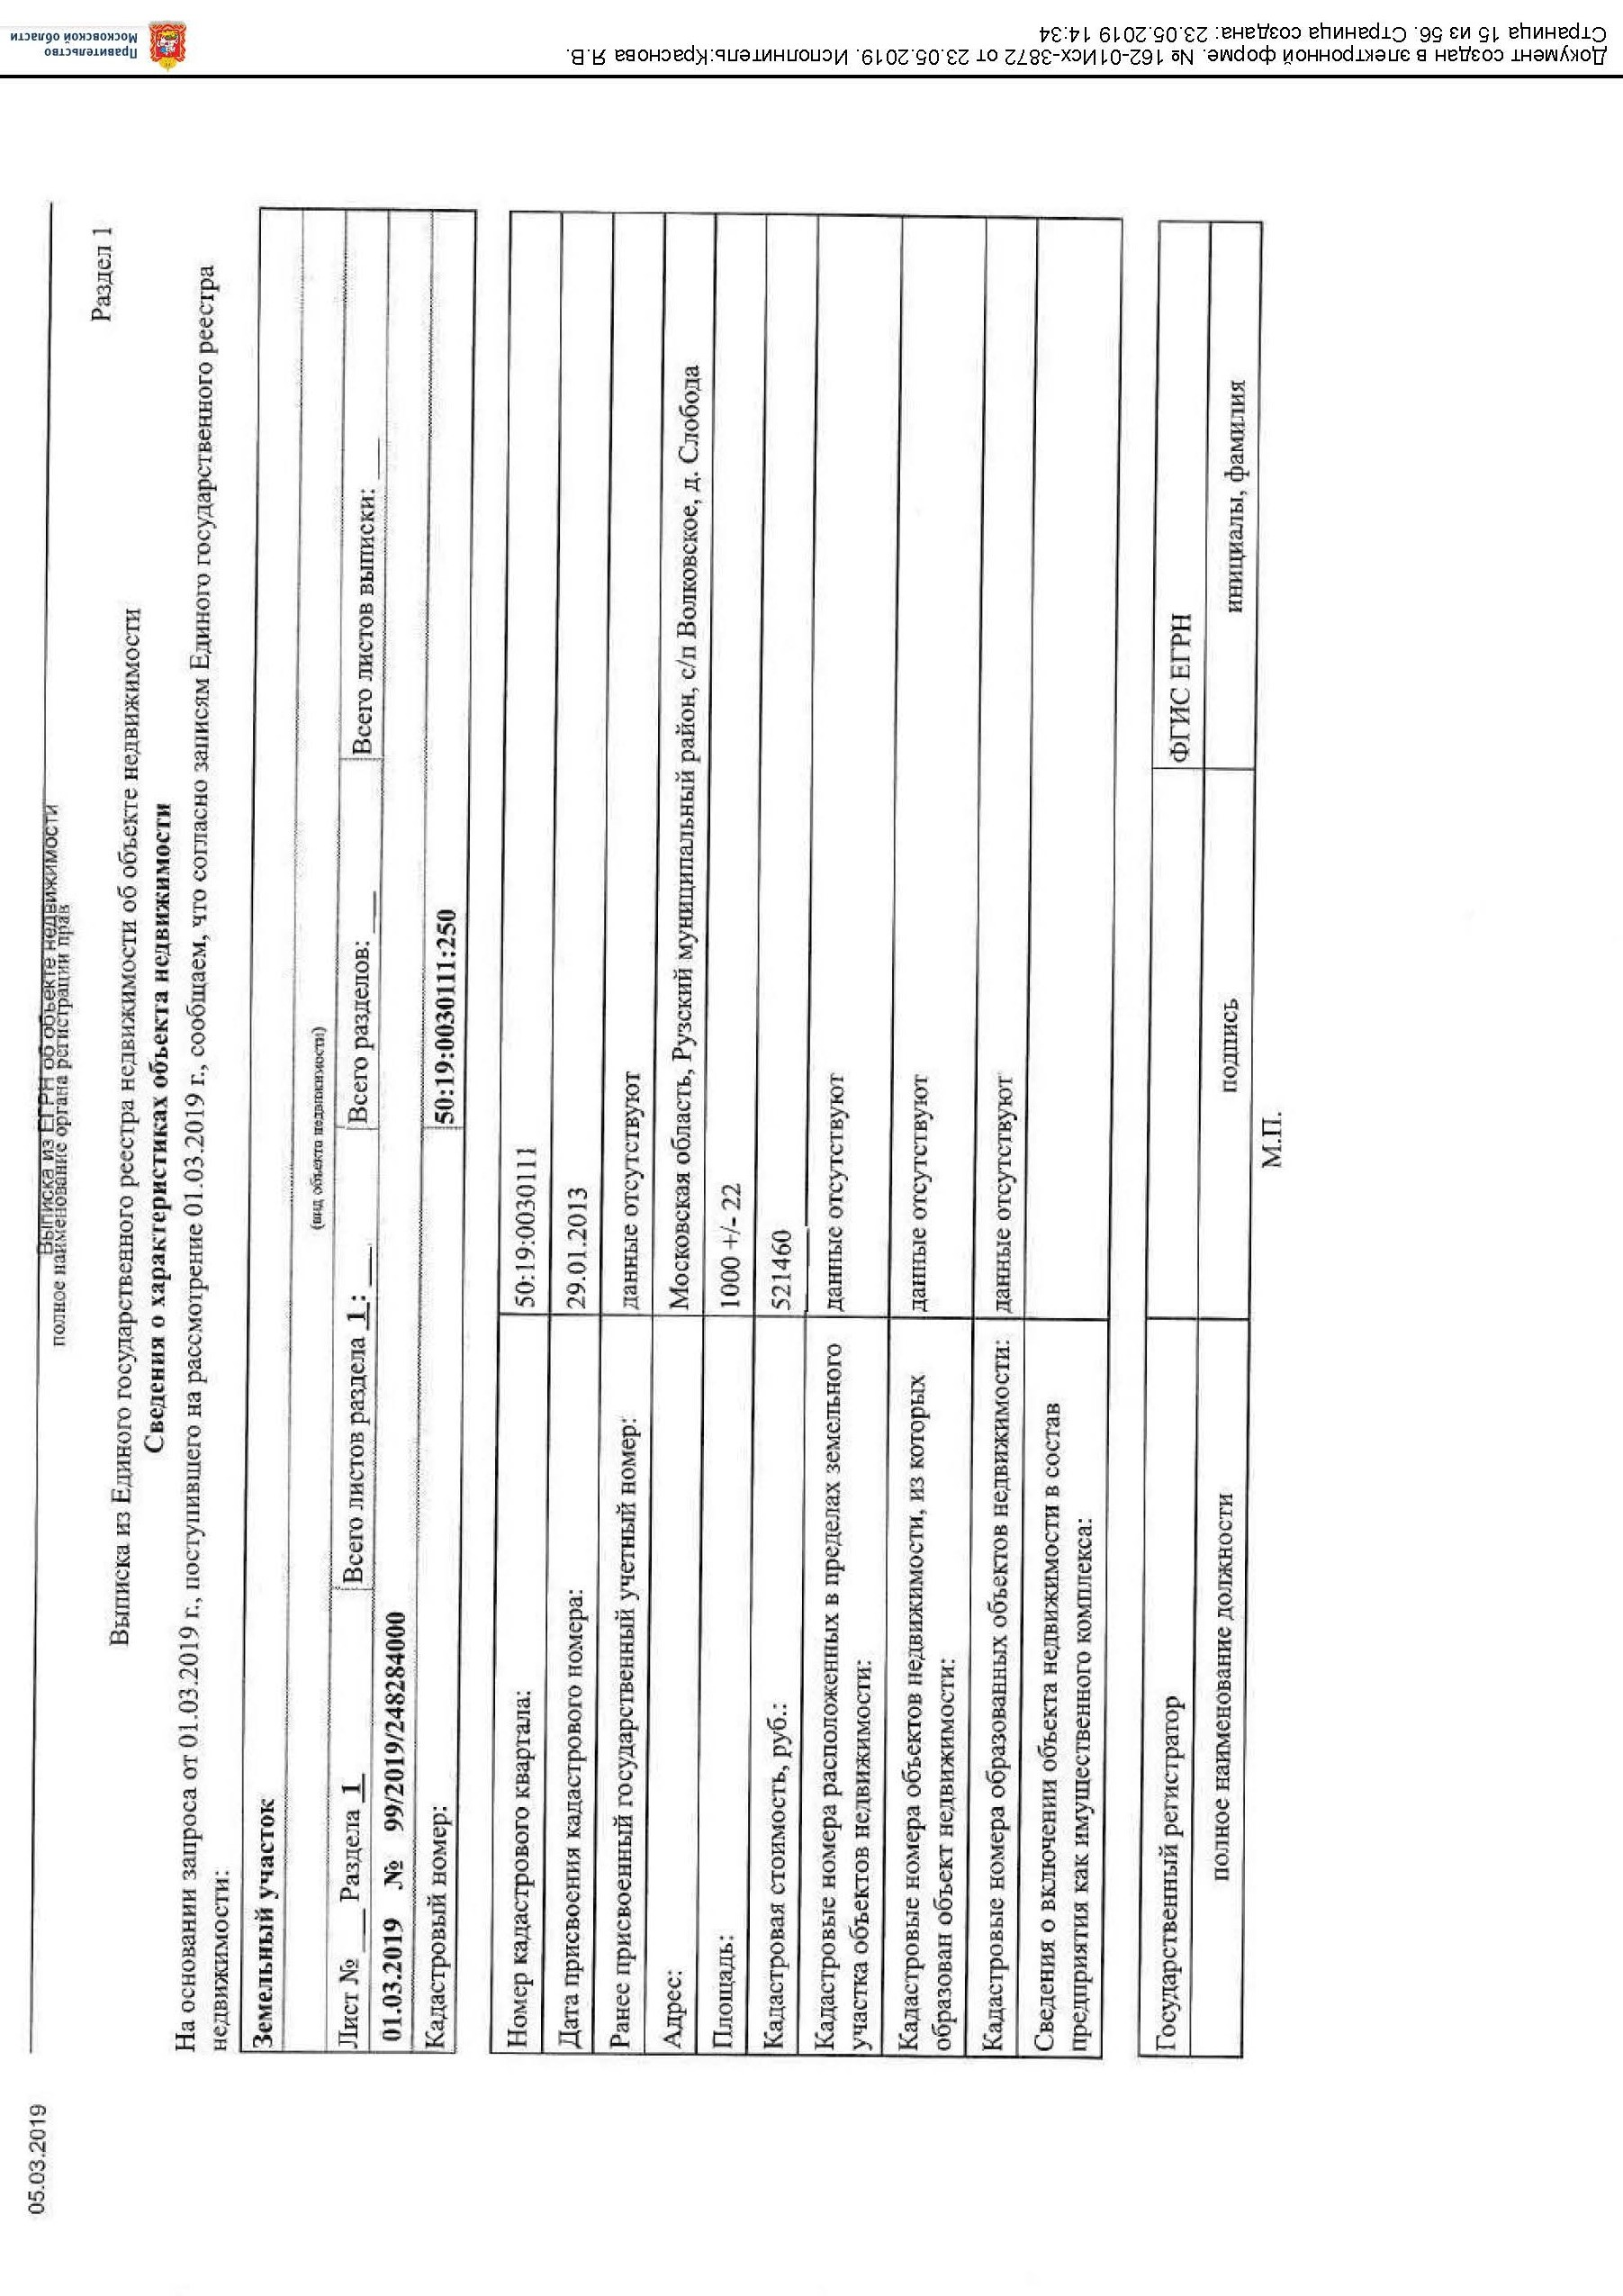 Документ создан в электронной форме. № 162-01Исх-3872 от 23.05.2019. Исполнитель:Краснова Я.В.
Страница 15 из 56. Страница создана: 23.05.2019 14:34
Правительство
Московской области
05.03.2019
Выписка из ЕГРН об объекте недвижимости
полное наименование органа регистрации прав
Раздел 1
Выписка из Единого государственного реестра недвижимости об объекте недвижимости
Сведения о характеристиках объекта недвижимости
На основании запроса от 01.03.2019 г., поступившего на рассмотрение 01.03.2019 г., сообщаем, что согласно записям Единого государственного реестра
недвижимости:
Земельный участок
(вид объекта недвижимости)
Лист № ___ Раздела 1 Всего листов раздела 1 : ___ Всего разделов: ___ Всего листов выписки: ___
01.03.2019 № 99/2019/248284000
Кадастровый номер: 50:19:0030111:250
Номер кадастрового квартала: 50:19:0030111
Дата присвоения кадастрового номера: 29.01.2013
Ранее присвоенный государственный учетный номер: данные отсутствуют
Адрес: Московская область, Рузский муниципальный район, с/п Волковское, д. Слобода
Площадь: 1000 +/- 22
Кадастровая стоимость, руб.: 521460
Кадастровые номера расположенных в пределах земельного данные отсутствуют
участка объектов недвижимости:
Кадастровые номера объектов недвижимости, из которых данные отсутствуют
образован объект недвижимости:
Кадастровые номера образованных объектов недвижимости: данные отсутствуют
Сведения о включении объекта недвижимости в состав
предприятия как имущественного комплекса:
Государственный регистратор ФГИС ЕГРН
полное наименование должности подпись инициалы, фамилия
М.П.